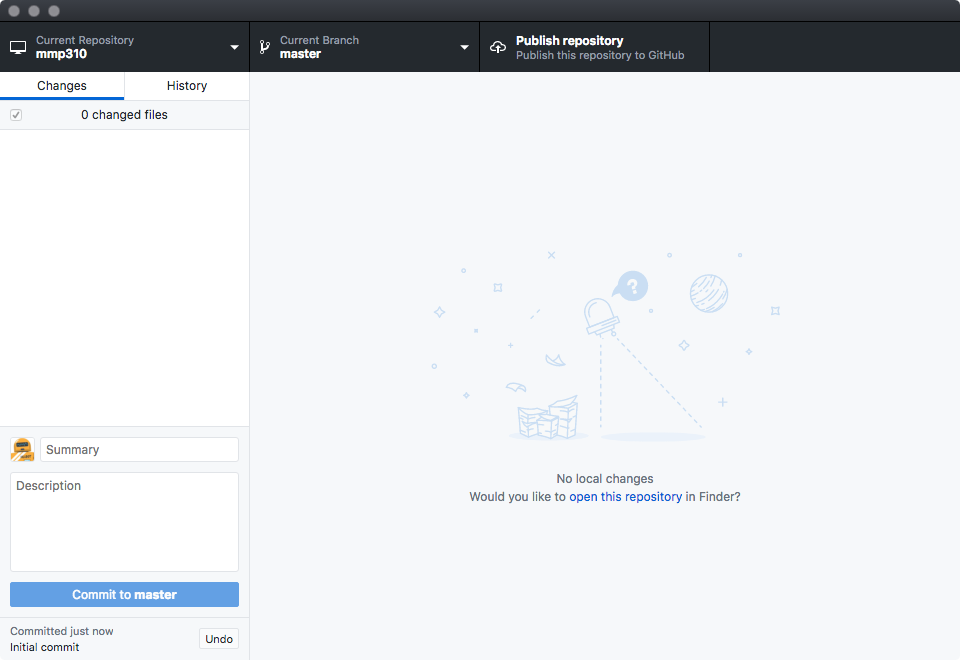 Current Repository
mmp310
Current Branch
master
Publish repository
Publish this repository to GitHub
Changes
History
0 changed files
?
Summary
Description
Commit to master
Committed just now
Initial commit
Undo
No local changes
Would you like to open this repository in Finder?